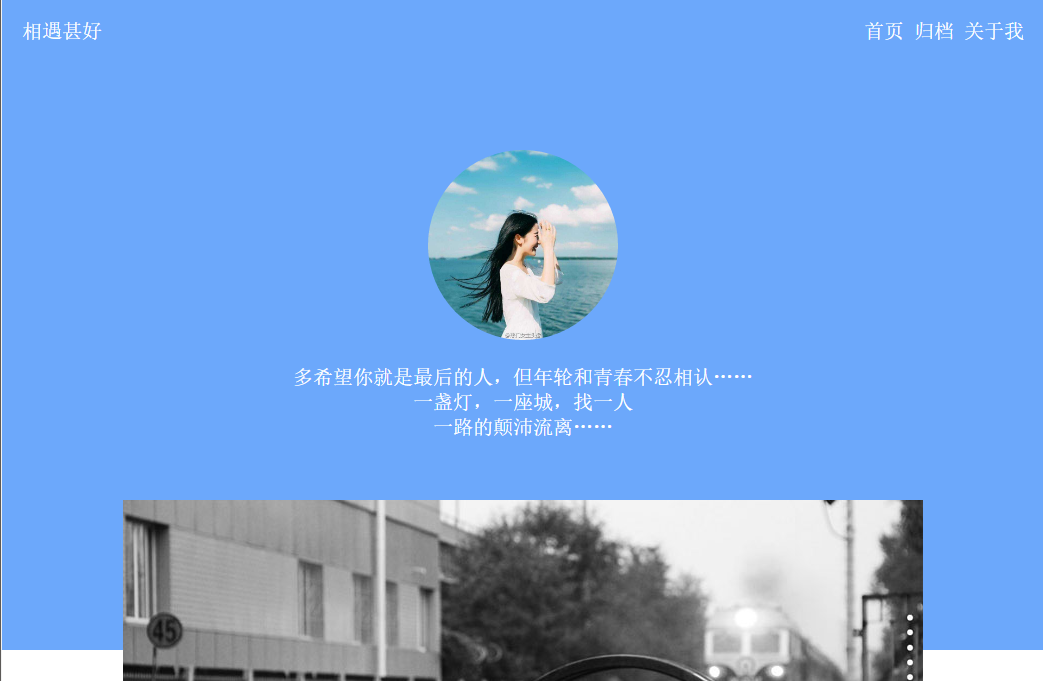 相遇甚好
首页 归档 关于我
多希望你就是最后的人，但年轮和青春不忍相认……
一盏灯，一座城，找一人
一路的颠沛流离……
45